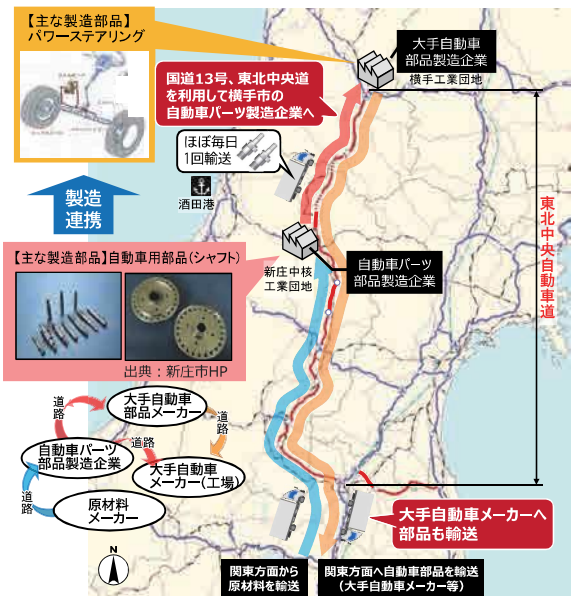 【主な製造部品】
パワーステアリング
大手自動車
部品製造企業
横手工業団地
国道13号、東北中央道
を利用して横手市の
自動車パーツ製造企業へ
ほぼ毎日
1回輸送
酒田港
製造
連携
東北中央自動車道
【主な製造部品】自動車用部品（シャフト）
出典：新庄市HP
新庄中核
工業団地
自動車パーツ
部品製造企業
道路
大手自動車
部品メーカー
道路
自動車パーツ
部品製造企業
道路
大手自動車
メーカー（工場）
道路
原材料
メーカー
大手自動車メーカーへ
部品も輸送
N
関東方面から
原材料を輸送
関東方面へ自動車部品を輸送
（大手自動車メーカー等）